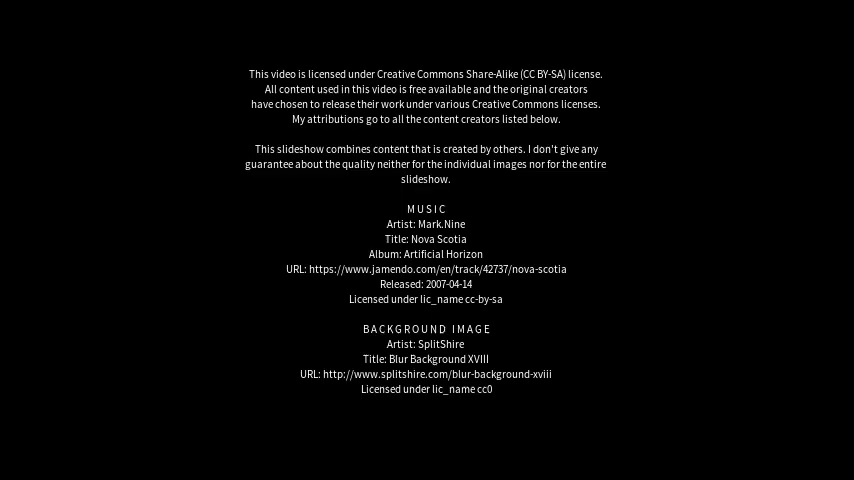 This video is licensed under Creative Commons Share-Alike (CC BY-SA) license.
All content used in this video is free available and the original creators
have chosen to release their work under various Creative Commons licenses.
My attributions go to all the content creators listed below.
This slideshow combines content that is created by others. I don't give any
guarantee about the quality neither for the individual images nor for the entire
slideshow.
MUSIC
Artist: Mark.Nine
Title: Nova Scotia
Album: Artificial Horizon
URL: https://www.jamendo.com/en/track/42737/nova-scotia
Released: 2007-04-14
Licensed under lic_name cc-by-sa
BACKGROUND IMAGE
Artist: SplitShire
Title: Blur Background XVIII
URL: http://www.splitshire.com/blur-background-xviii
Licensed under lic_name cc0